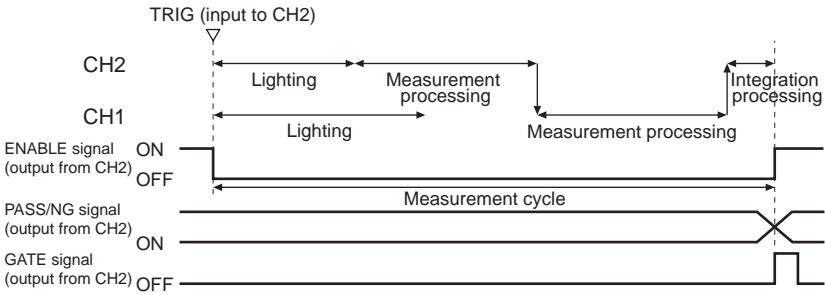 TRIG (input to CH2)
CH2
Lighting
Measurement
processing
Integration
processing
CH1
Lighting
Measurement processing
ENABLE signal
(output from CH2)
ON
OFF
Measurement cycle
PASS/NG signal
(output from CH2)
ON
GATE signal
(output from CH2)
OFF